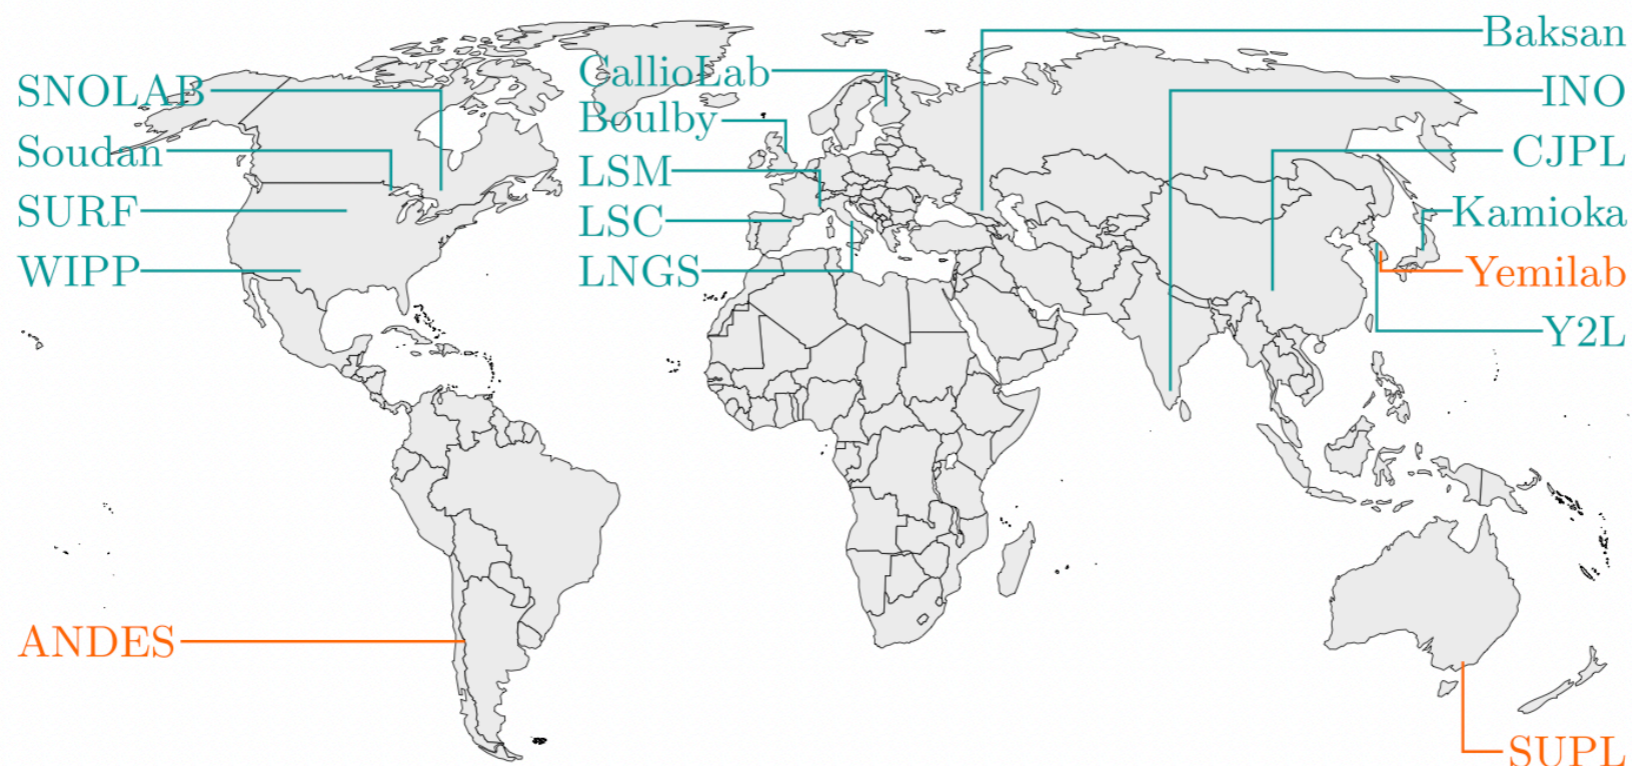 SNOLAB
Soudan
SURF
WIPP
ANDES
CallioLab
Boulby
LSM
LSC
LNGS
Baksan
INO
CJPL
Kamioka
Yemilab
Y2L
SUPL